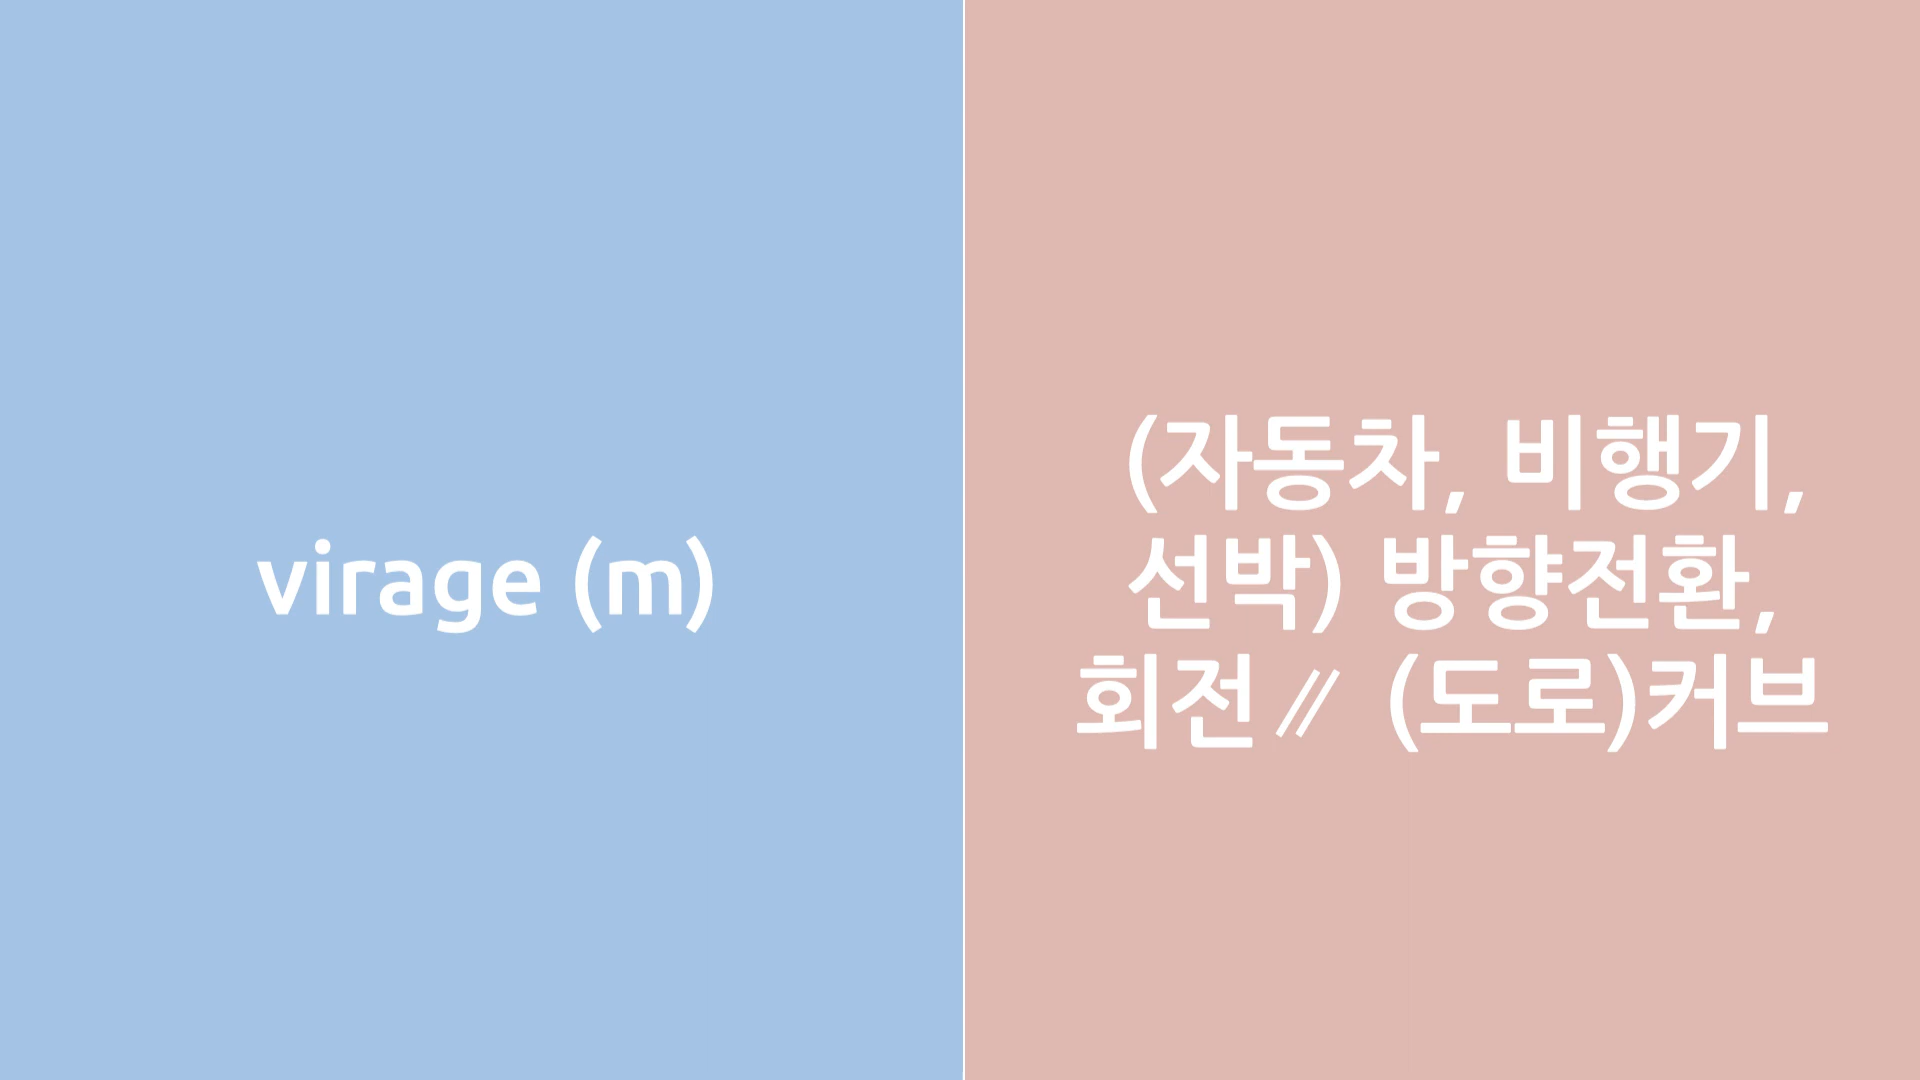 virage (m)
(자동차, 비행기,
선박) 방향전환,
회전∥ (도로)커브